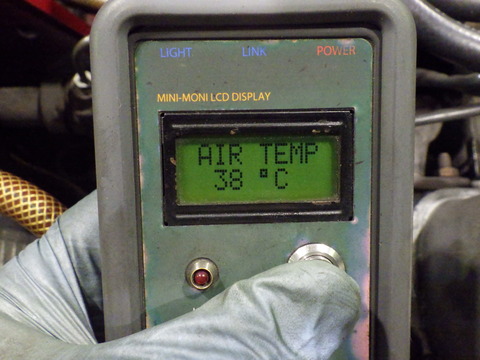 LIGHT LINK POWER
MINI-MONI LCD DISPLAY
AIR TEMP
38 °C